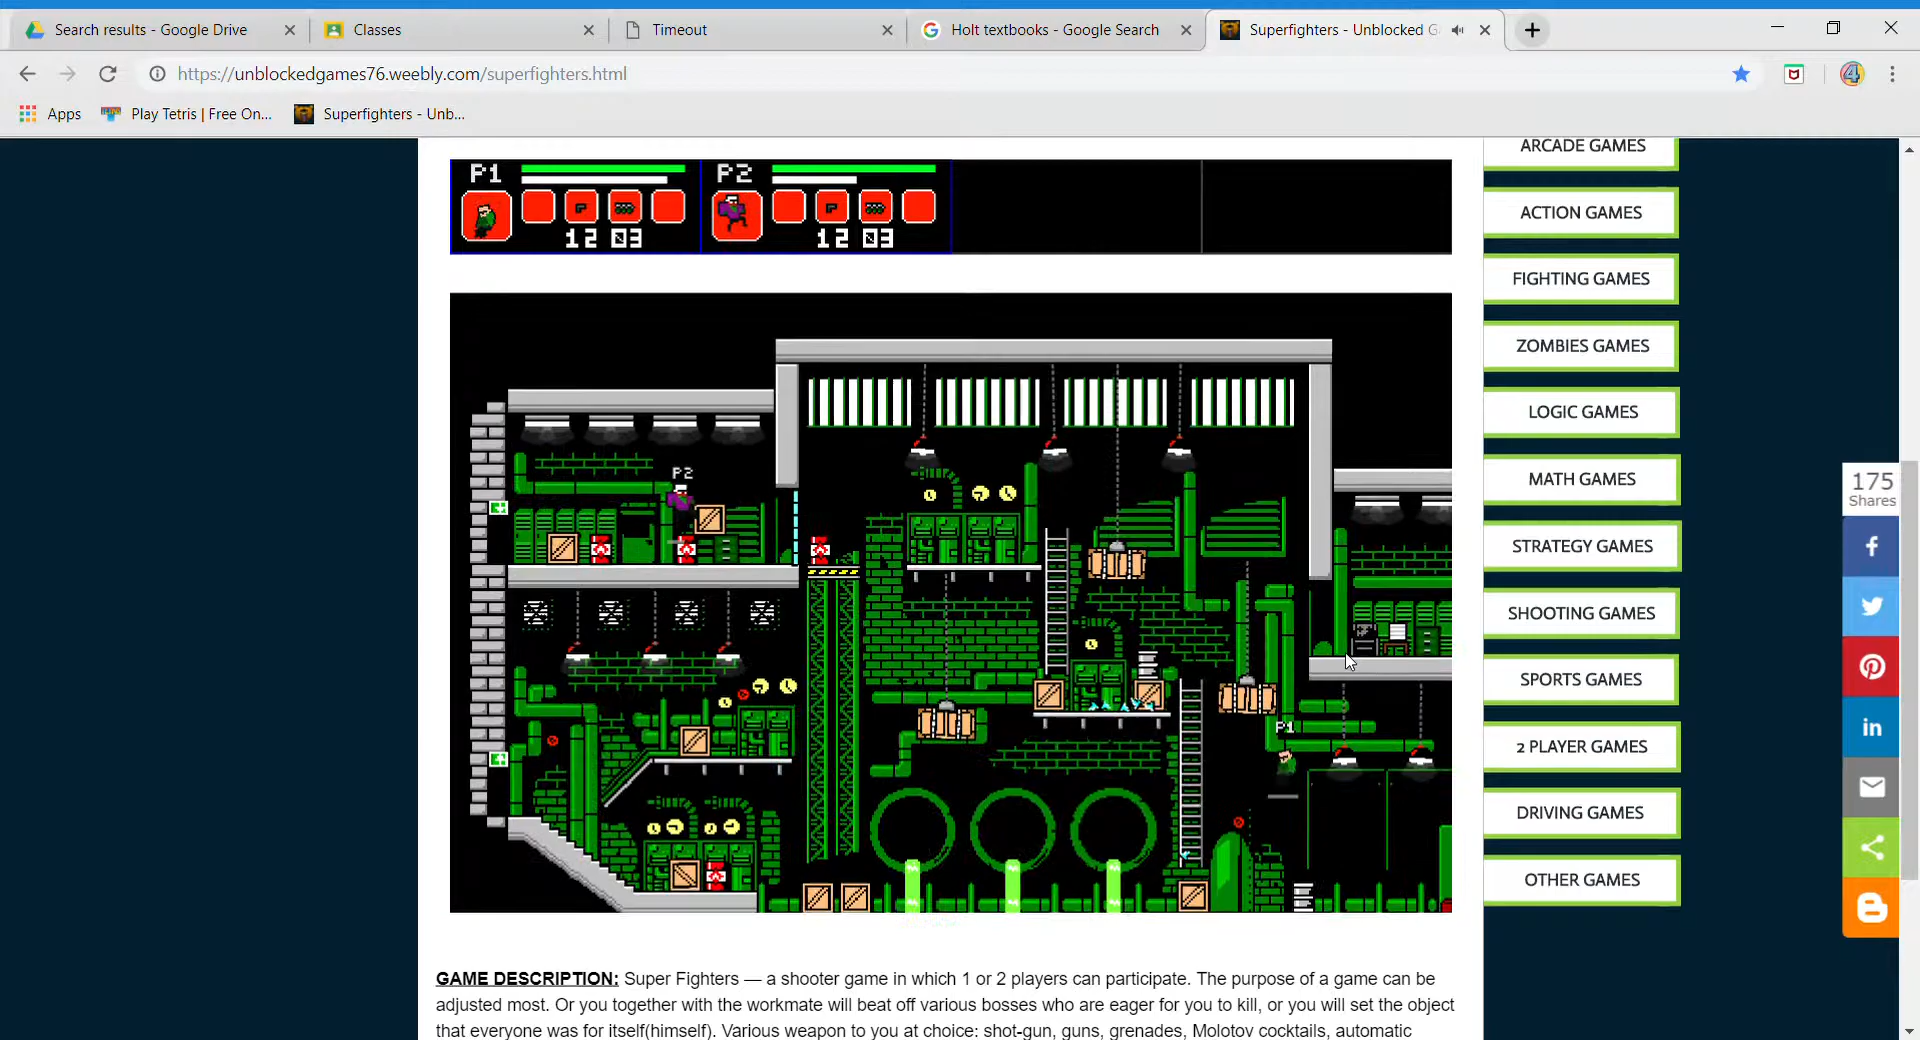 Search results - Google Drive
Classes
Timeout
Holt textbooks - Google Search
Superfighters - Unblocked G
https://unblockedgames76.weebly.com/superfighters.html
Apps
Play Tetris | Free On...
Superfighters - Unb...
P1
12 03
P2
12 03
P2
P1
ARCADE GAMES
ACTION GAMES
FIGHTING GAMES
ZOMBIES GAMES
LOGIC GAMES
MATH GAMES
STRATEGY GAMES
SHOOTING GAMES
SPORTS GAMES
2 PLAYER GAMES
DRIVING GAMES
OTHER GAMES
175
Shares
GAME DESCRIPTION: Super Fighters — a shooter game in which 1 or 2 players can participate. The purpose of a game can be
adjusted most. Or you together with the workmate will beat off various bosses who are eager for you to kill, or you will set the object
that everyone was for itself(himself). Various weapon to you at choice: shot-gun, guns, grenades, Molotov cocktails, automatic